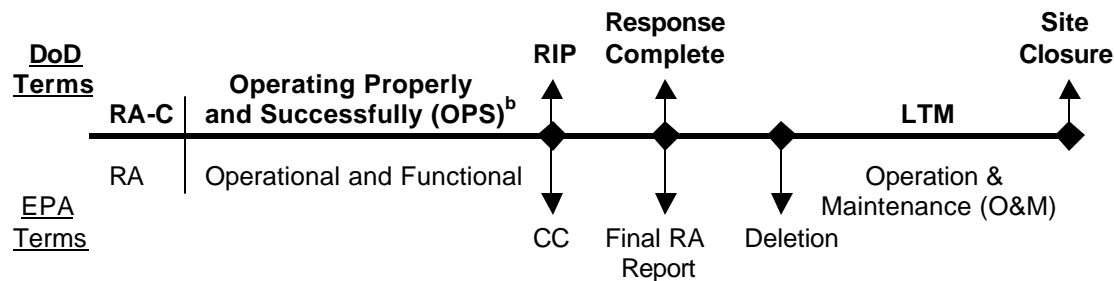 DoD
Terms
RA-C
Operating Properly
and Successfully (OPS)b
RIP
Response
Complete
LTM
Site
Closure
EPA
Terms
RA
Operational and Functional
CC
Final RA
Report
Deletion
Operation &
Maintenance (O&M)